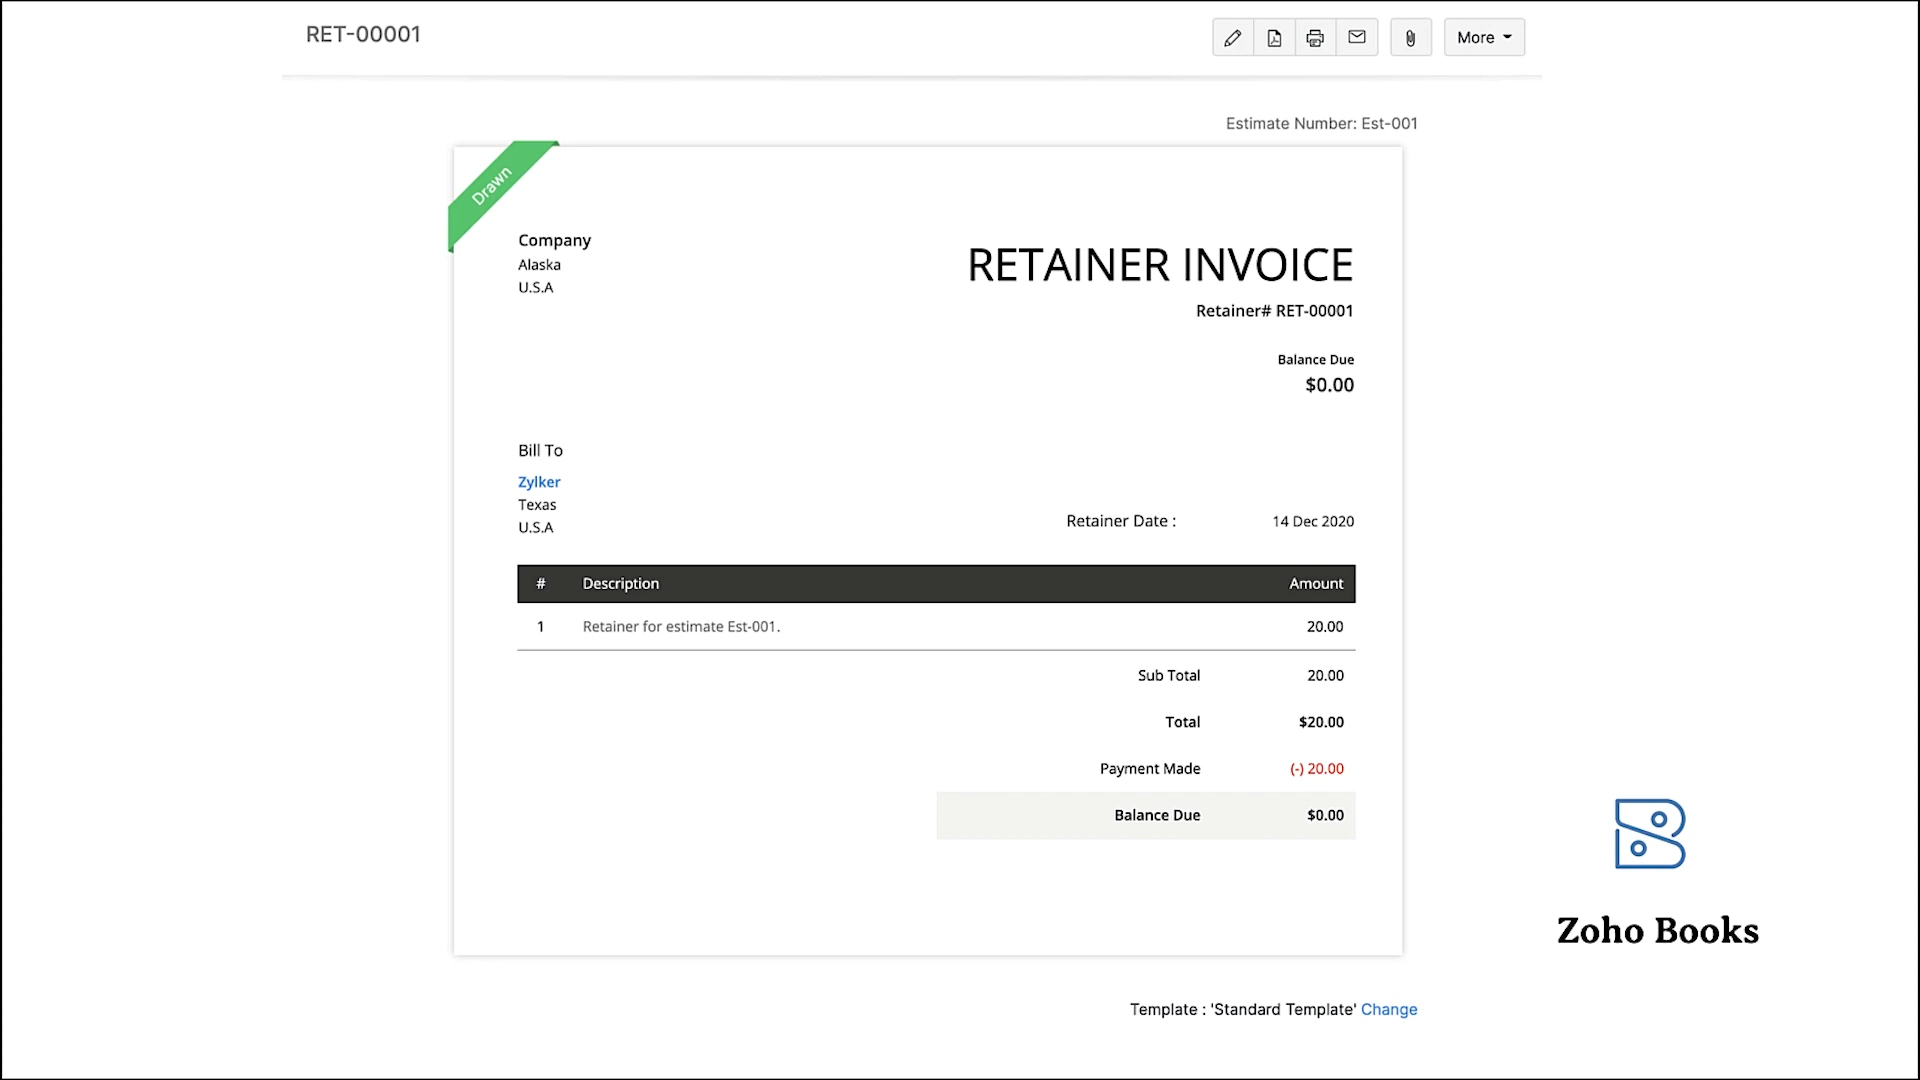 RET-00001
More
Estimate Number: Est-001
Drawn
Company
Alaska
U.S.A
RETAINER INVOICE
Retainer# RET-00001
Balance Due
$0.00
Bill To
Zylker
Texas
U.S.A
Retainer Date : 14 Dec 2020
# Description Amount
1 Retainer for estimate Est-001. 20.00
Sub Total 20.00
Total $20.00
Payment Made (-) 20.00
Balance Due $0.00
Zoho Books
Template : 'Standard Template' Change